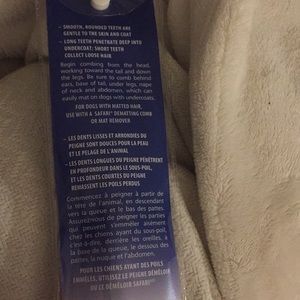 - SMOOTH, ROUNDED TEETH ARE
GENTLE TO THE SKIN AND COAT
- LONG TEETH PENETRATE DEEP INTO
UNDERCOAT; SHORT TEETH
COLLECT LOOSE HAIR
Begin combing from the head,
working toward the tail and down
the legs. Be sure to comb behind
ears, base of tail, under legs, nape
of neck and abdomen, which can
easily mat on dogs with undercoats.
FOR DOGS WITH MATTED HAIR,
USE WITH A SAFARI® DEMATTING COMB
OR MAT REMOVER
- LES DENTS LISSES ET ARRONDIES DU
PEIGNE SONT DOUCES POUR LA PEAU
ET LE PELAGE DE L'ANIMAL
- LES DENTS LONGUES DU PEIGNE PÉNÈTRENT
EN PROFONDEUR DANS LE SOUS-POIL,
ET LES DENTS COURTES DU PEIGNE
RAMASSENT LES POILS PERDUS
Commencez à peigner à partir de
la tête de l'animal, en descendant
vers la queue et le bas des pattes.
Assurez-vous de peigner les parties
qui peuvent s'emmêler aisément
chez les chiens ayant du sous-poil,
c'est-à-dire, derrière les oreilles, à
la base de la queue, le dessous des
pattes, la nuque et l'abdomen.
POUR LES CHIENS AYANT DES POILS
EMMÊLÉS, UTILISEZ LE PEIGNE DÉMÊLOIR
OU LE DÉMÊLOIR SAFARI™